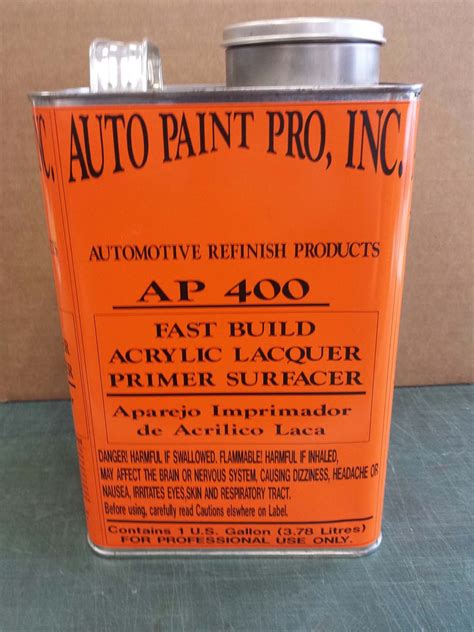 AUTO PAINT PRO, INC.
AUTOMOTIVE REFINISH PRODUCTS
AP 400
FAST BUILD
ACRYLIC LACQUER
PRIMER SURFACER
Aparejo Imprimador
de Acrilico Laca
DANGER! HARMFUL IF SWALLOWED. FLAMMABLE! HARMFUL IF INHALED,
MAY AFFECT THE BRAIN OR NERVOUS SYSTEM, CAUSING DIZZINESS, HEADACHE OR
NAUSEA, IRRITATES EYES,SKIN AND RESPIRATORY TRACT.
Before using, carefully read Cautions elswhere on Label.
Contains 1 U.S. Gallon (3.78 Litres)
FOR PROFESSIONAL USE ONLY.